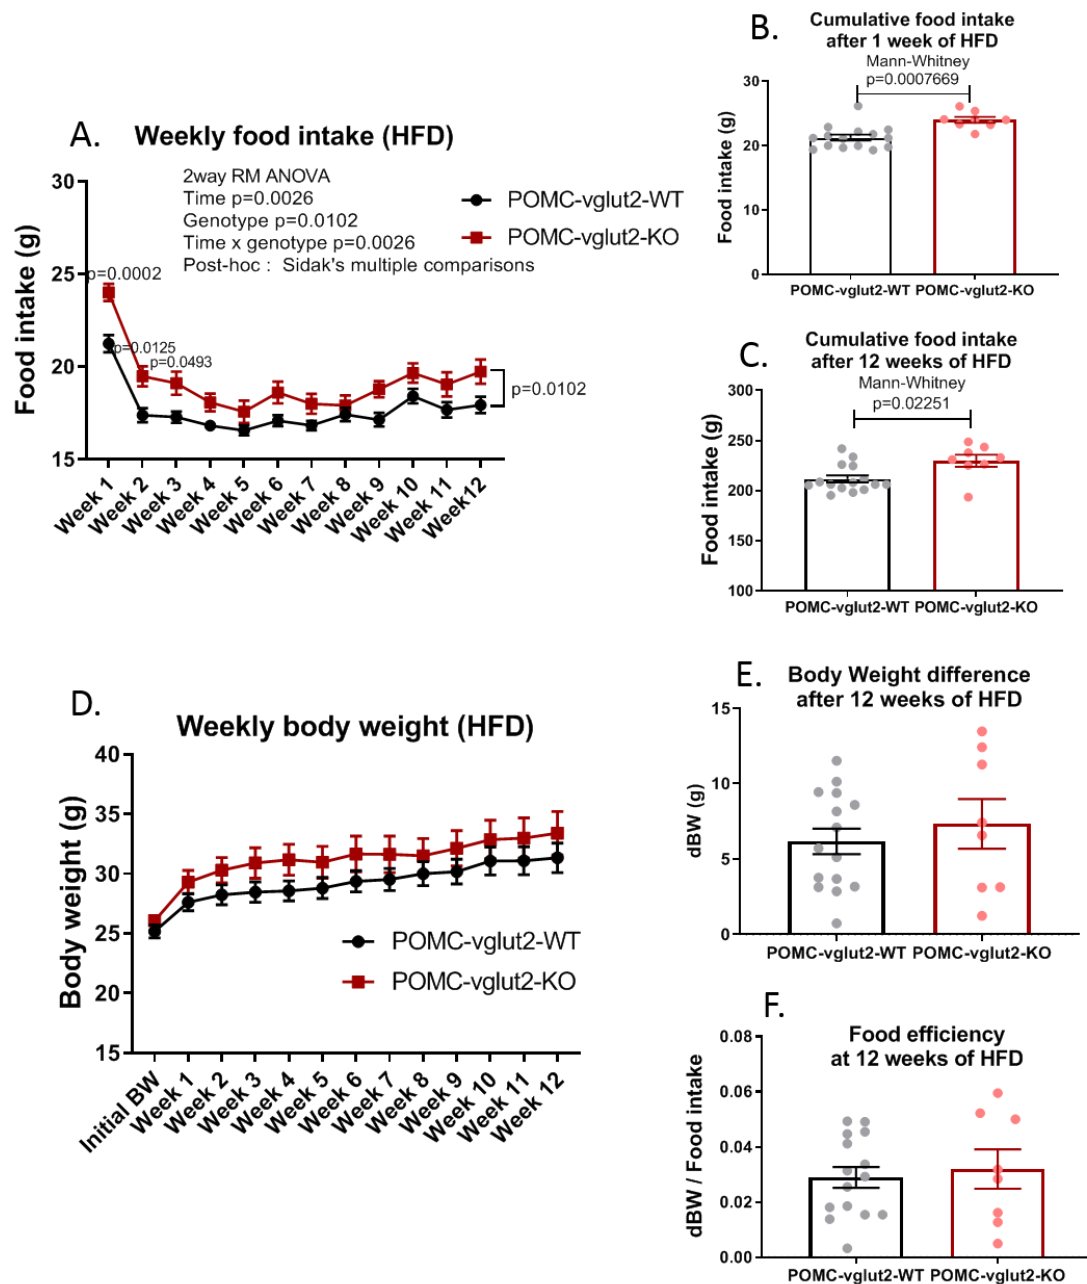 A. Weekly food intake (HFD)
2way RM ANOVA
Time p=0.0026
Genotype p=0.0102
Time x genotype p=0.0026
Post-hoc : Sidak's multiple comparisons
POMC-vglut2-WT
POMC-vglut2-KO
Food intake (g)
30
25
20
15
p=0.0002
p=0.0125
p=0.0493
p=0.0102
Week 1
Week 2
Week 3
Week 4
Week 5
Week 6
Week 7
Week 8
Week 9
Week 10
Week 11
Week12
B. Cumulative food intake
after 1 week of HFD
Mann-Whitney
p=0.0007669
Food intake (g)
30
20
10
0
POMC-vglut2-WT POMC-vglut2-KO
C. Cumulative food intake
after 12 weeks of HFD
Mann-Whitney
p=0.02251
Food intake (g)
300
250
200
150
100
POMC-vglut2-WT POMC-vglut2-KO
D. Weekly body weight (HFD)
Body weight (g)
40
35
30
25
20
15
POMC-vglut2-WT
POMC-vglut2-KO
Initial BW
Week 1
Week 2
Week 3
Week 4
Week 5
Week 6
Week 7
Week 8
Week 9
Week 10
Week 11
Week 12
E. Body Weight difference
after 12 weeks of HFD
dBW (g)
15
10
5
0
POMC-vglut2-WT POMC-vglut2-KO
F. Food efficiency
at 12 weeks of HFD
dBW / Food intake
0.08
0.06
0.04
0.02
0.00
POMC-vglut2-WT POMC-vglut2-KO